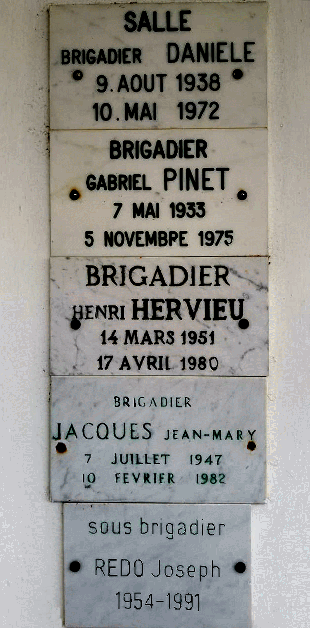 SALLE
BRIGADIER DANIELE
9. AOUT 1938
10. MAI 1972
BRIGADIER
GABRIEL PINET
7 MAI 1933
5 NOVEMBRE 1975
BRIGADIER
HENRI HERVIEU
14 MARS 1951
17 AVRIL 1980
BRIGADIER
JACQUES JEAN-MARY
7 JUILLET 1947
10 FEVRIER 1982
sous brigadier
REDO Joseph
1954-1991